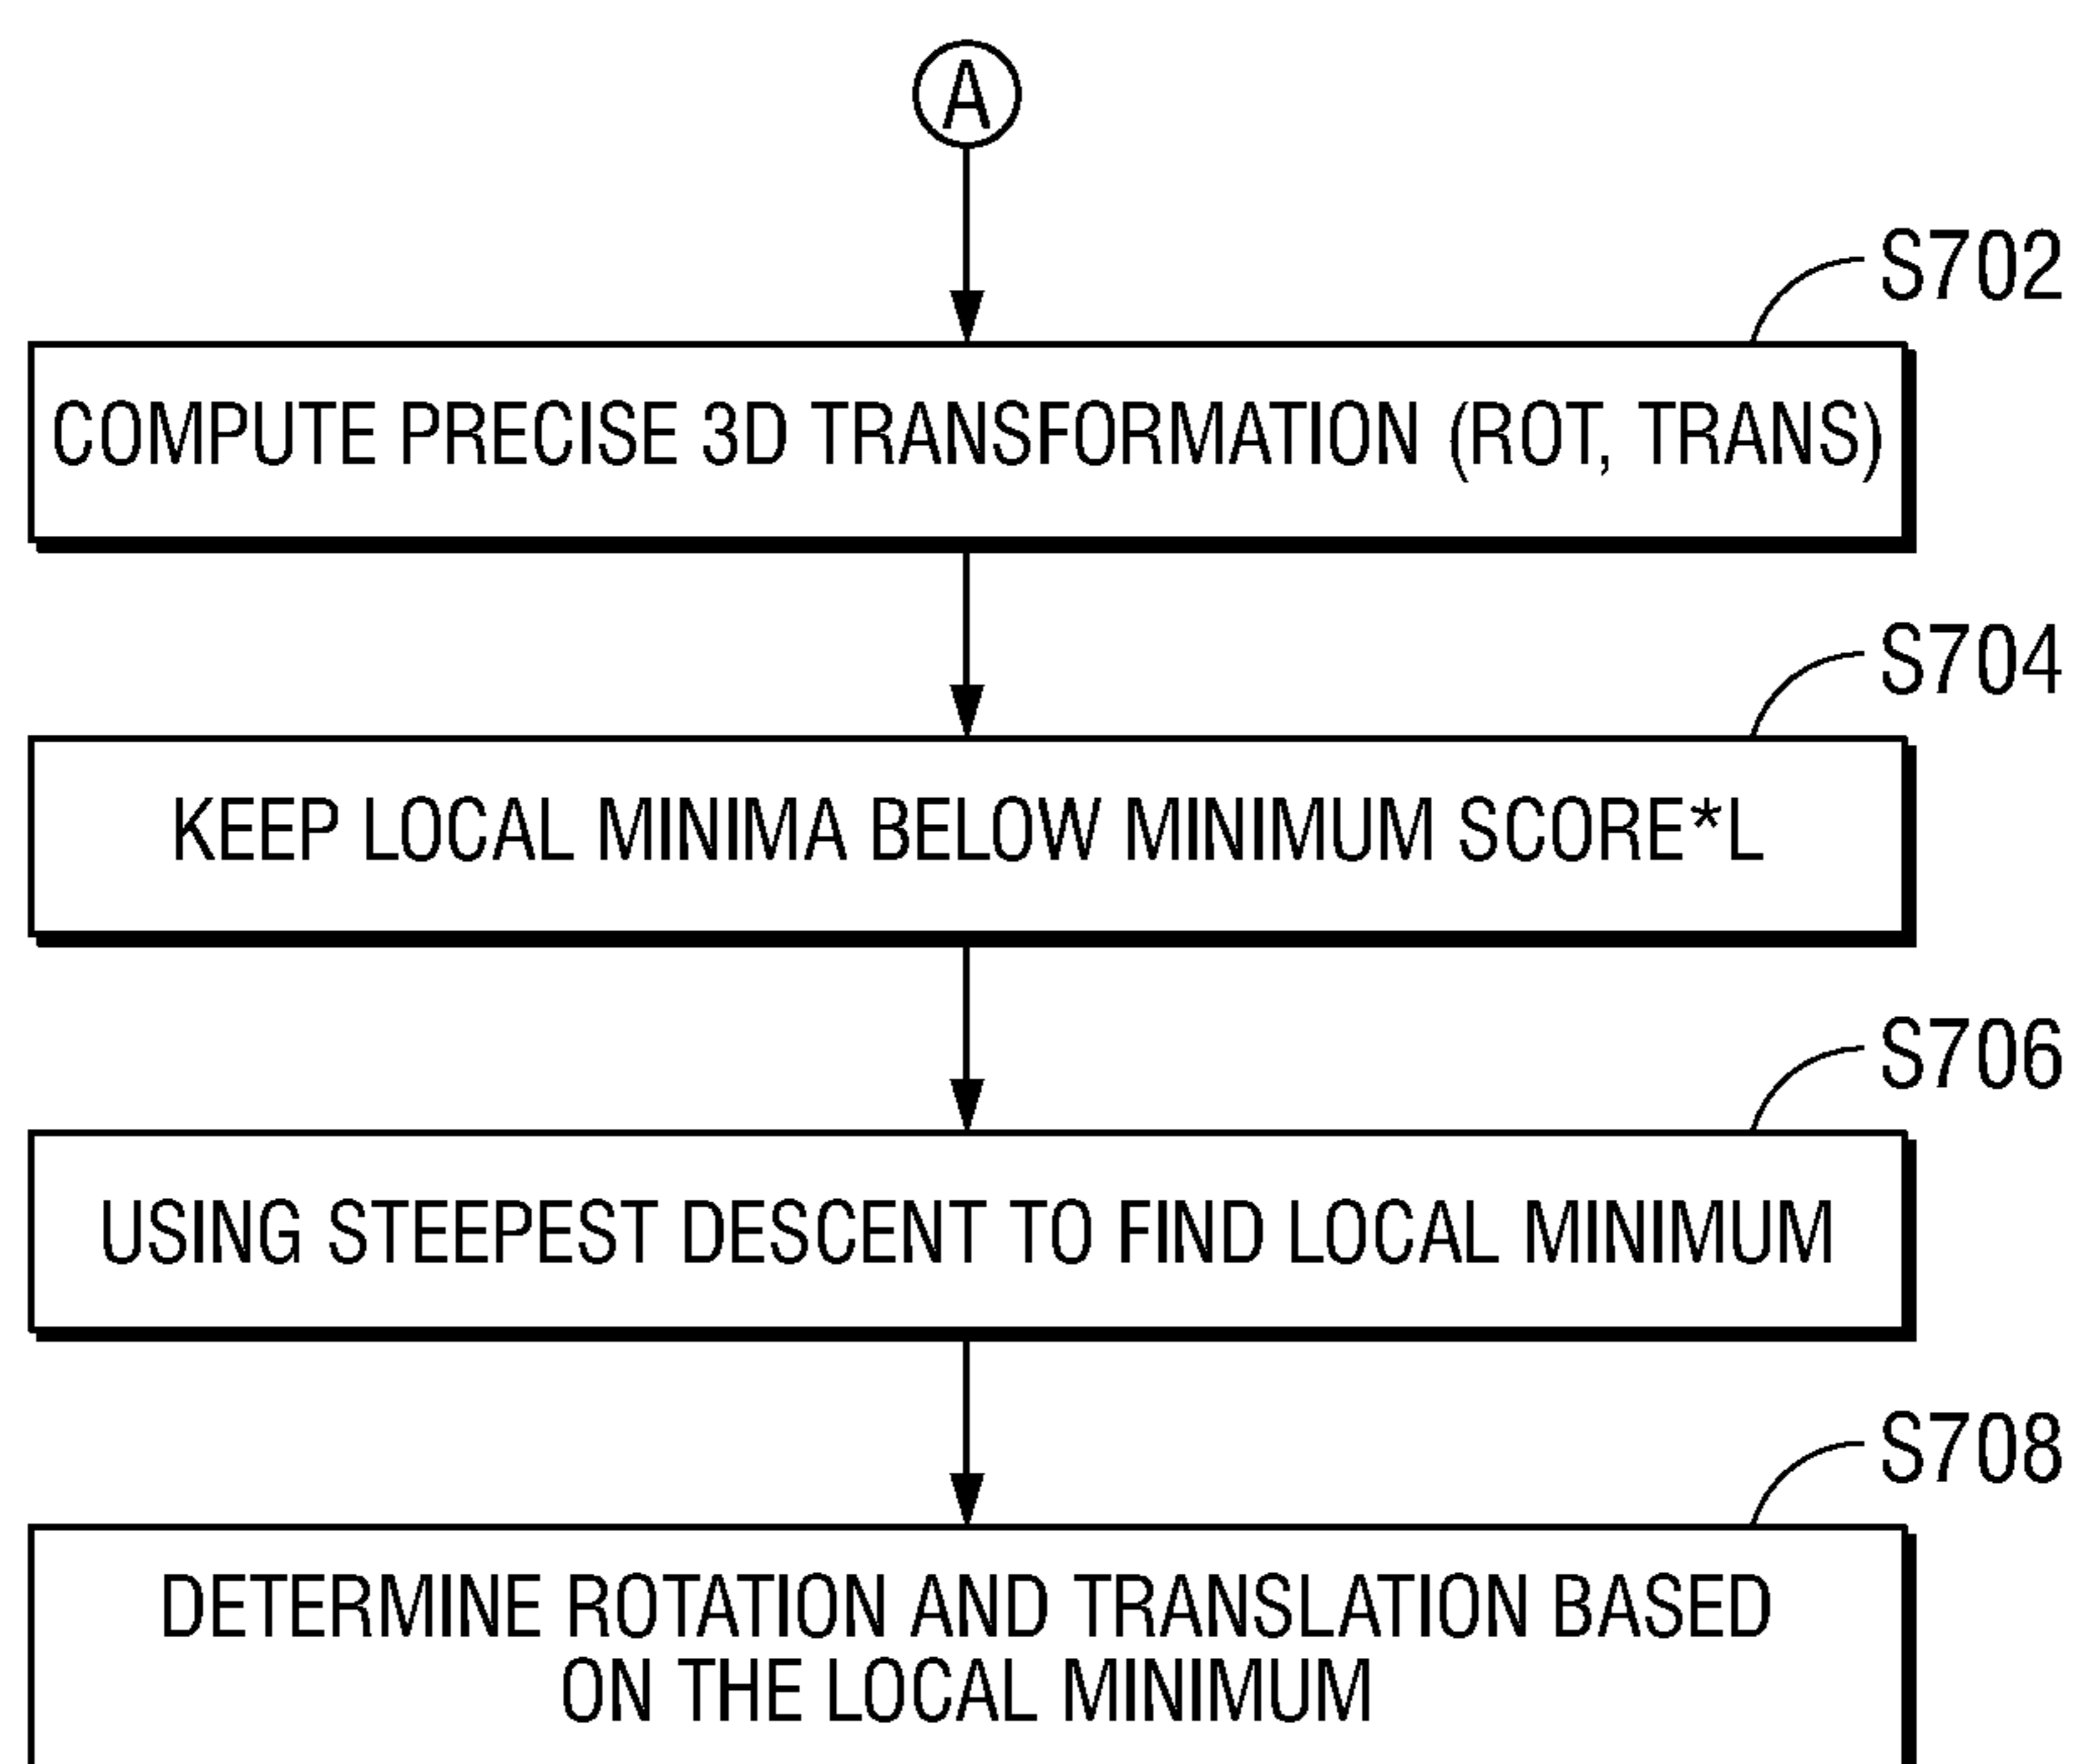 A
S702
COMPUTE PRECISE 3D TRANSFORMATION (ROT, TRANS)
S704
KEEP LOCAL MINIMA BELOW MINIMUM SCORE*L
S706
USING STEEPEST DESCENT TO FIND LOCAL MINIMUM
S708
DETERMINE ROTATION AND TRANSLATION BASED
ON THE LOCAL MINIMUM